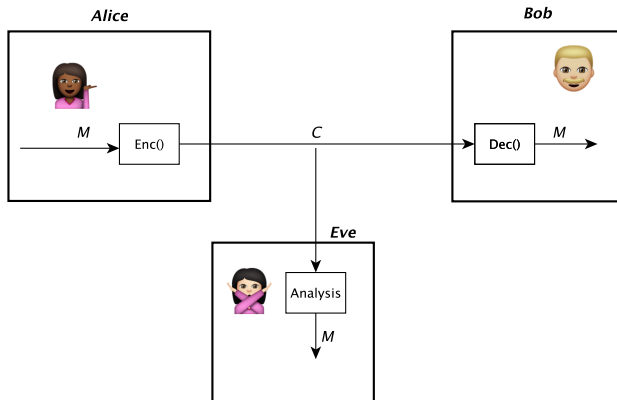 Alice
Bob
M
Enc()
C
Dec()
M
Eve
Analysis
M